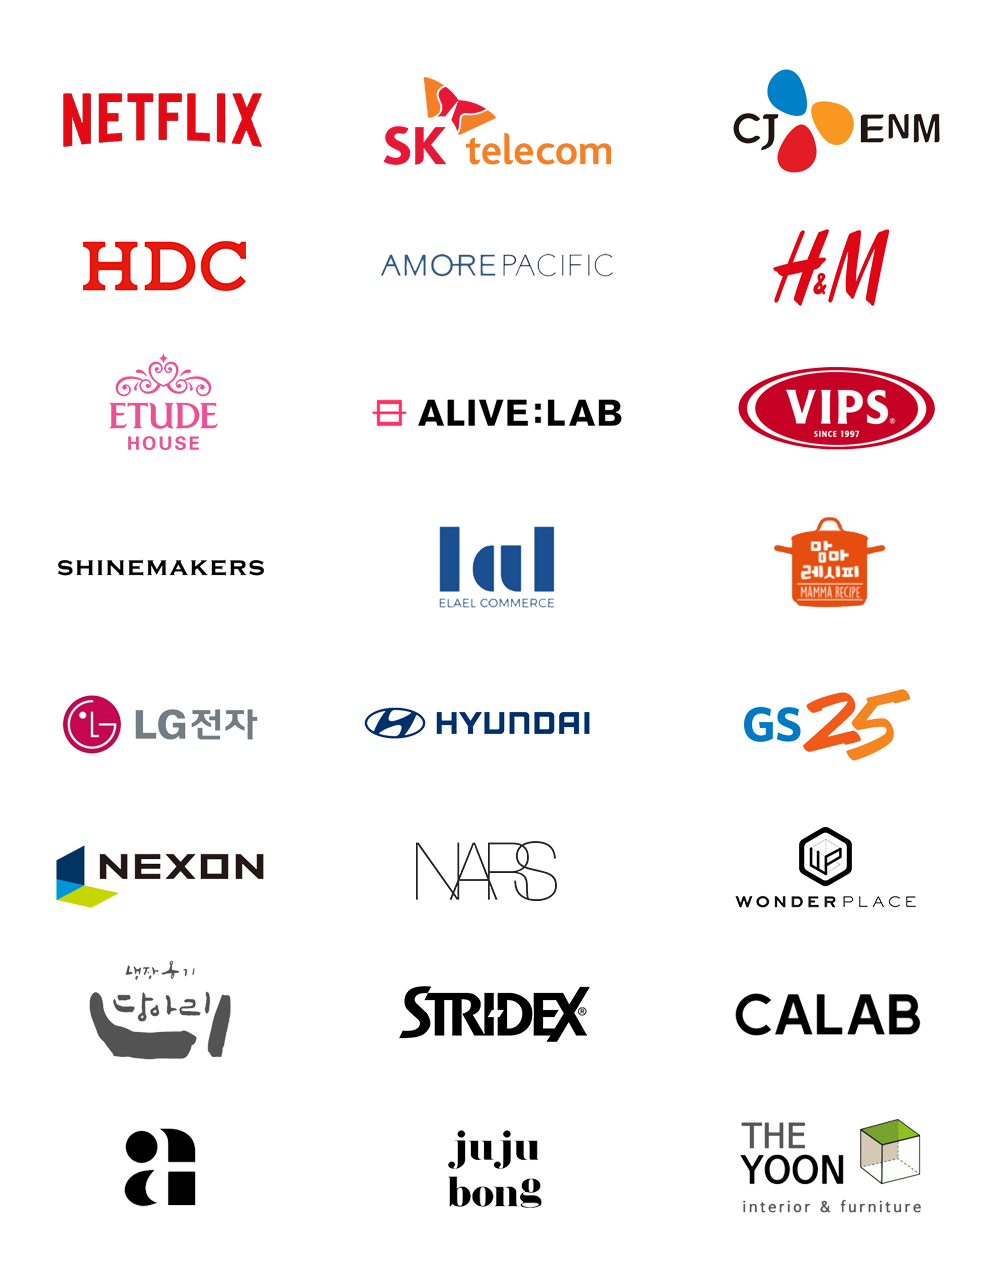 NETFLIX
SK telecom
CJ ENM
HDC
AMOREPACIFIC
H&M
ETUDE
HOUSE
ALIVE:LAB
VIPS®
SINCE 1997
SHINEMAKERS
lal
ELAEL COMMERCE
맘마
레시피
MAMMA RECIPE
LG전자
HYUNDAI
GS25
NEXON
NARS
WP
WONDERPLACE
냉장용기
당아리
STRIDEX®
CALAB
a
juju
bong
THE
YOON
interior & furniture